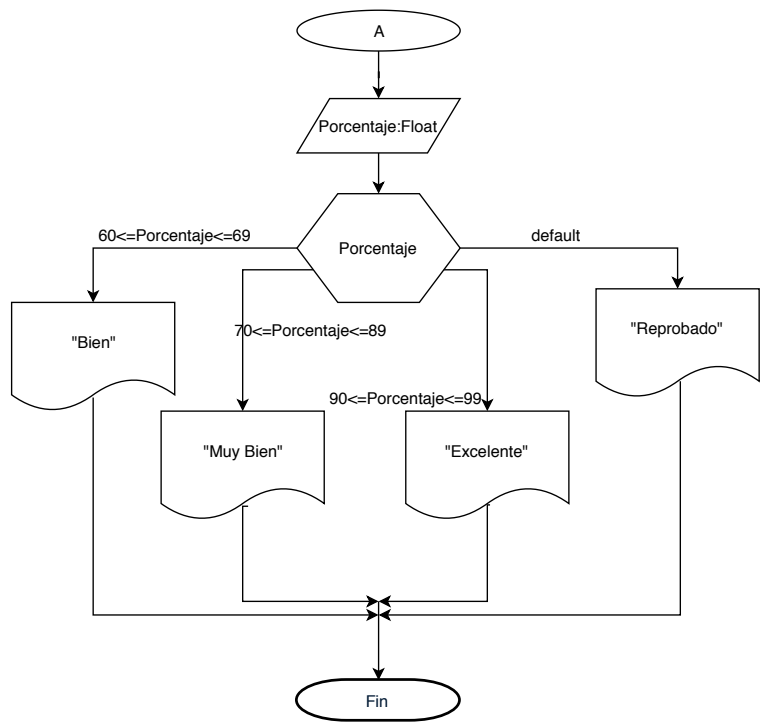 A
Porcentaje:Float
Porcentaje
60<=Porcentaje<=69
default
"Bien"
70<=Porcentaje<=89
"Reprobado"
90<=Porcentaje<=99
"Muy Bien"
"Excelente"
Fin